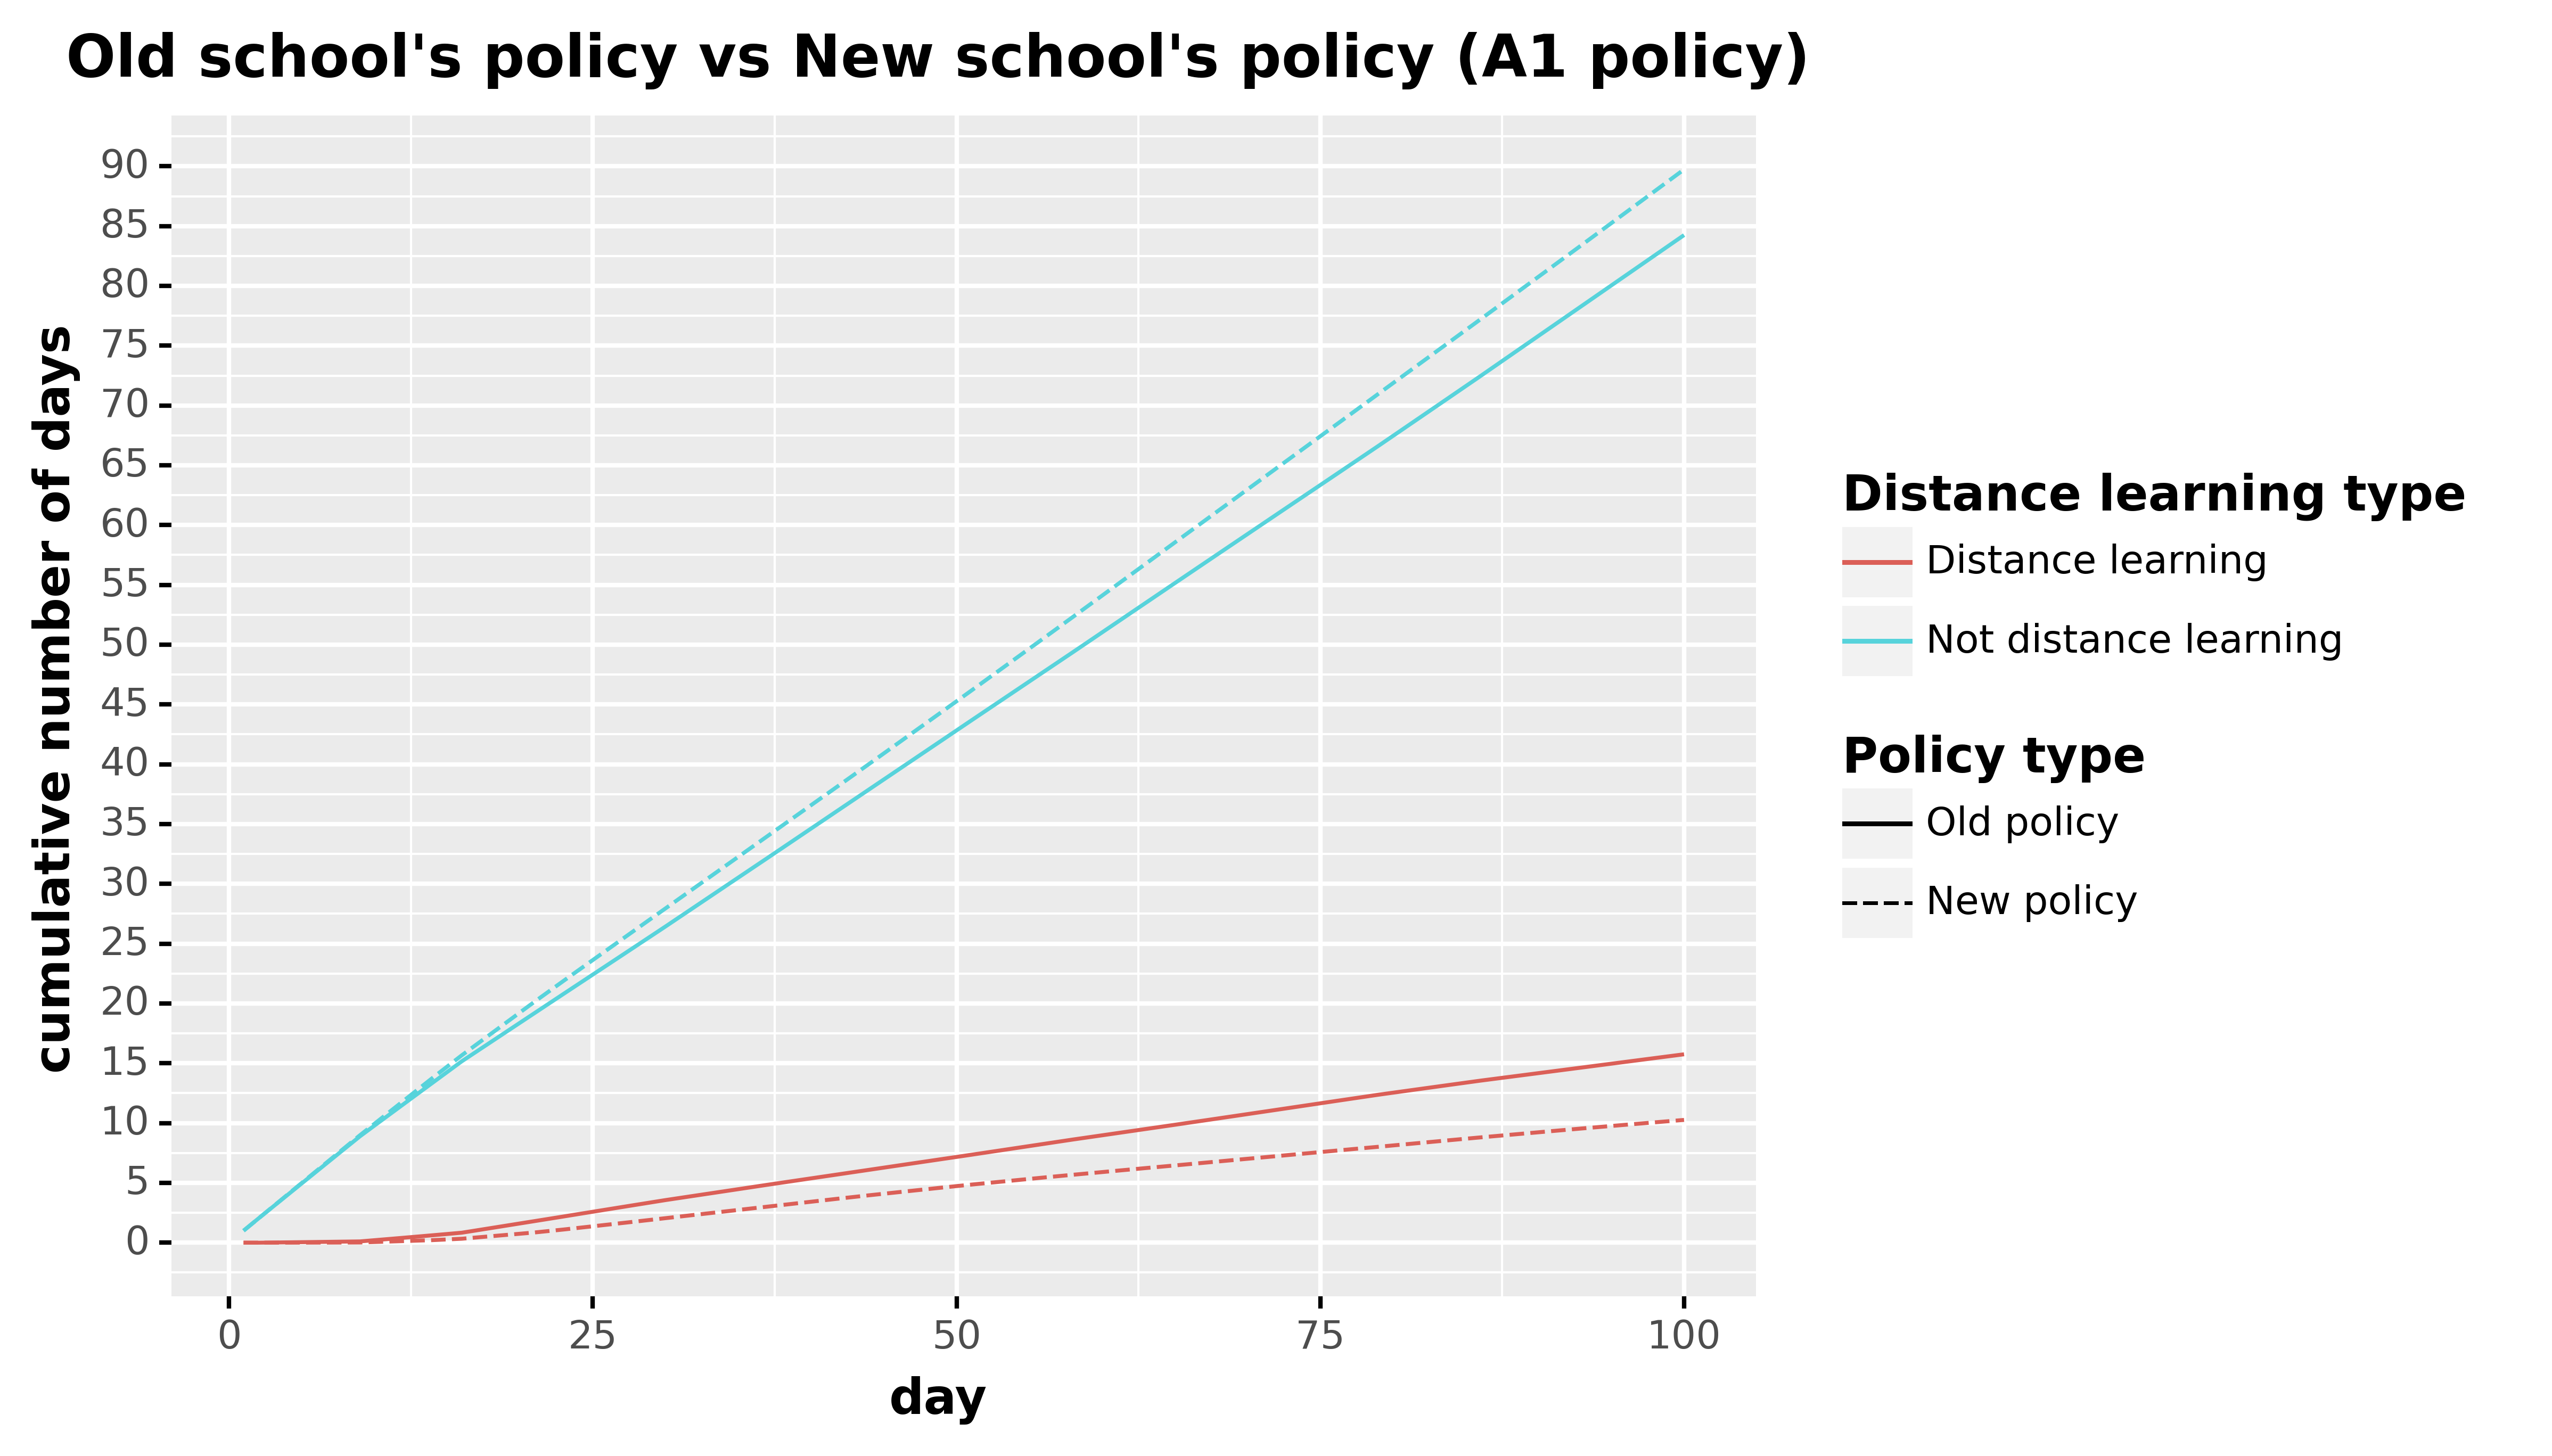 Old school's policy vs New school's policy (A1 policy)
cumulative number of days
90
85
80
75
70
65
60
55
50
45
40
35
30
25
20
15
10
5
0
0 25 50 75 100
day
Distance learning type
Distance learning
Not distance learning
Policy type
Old policy
New policy